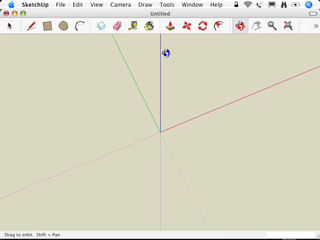 SketchUp File Edit View Camera Draw Tools Window Help
Untitled
Drag to orbit. Shift = Pan